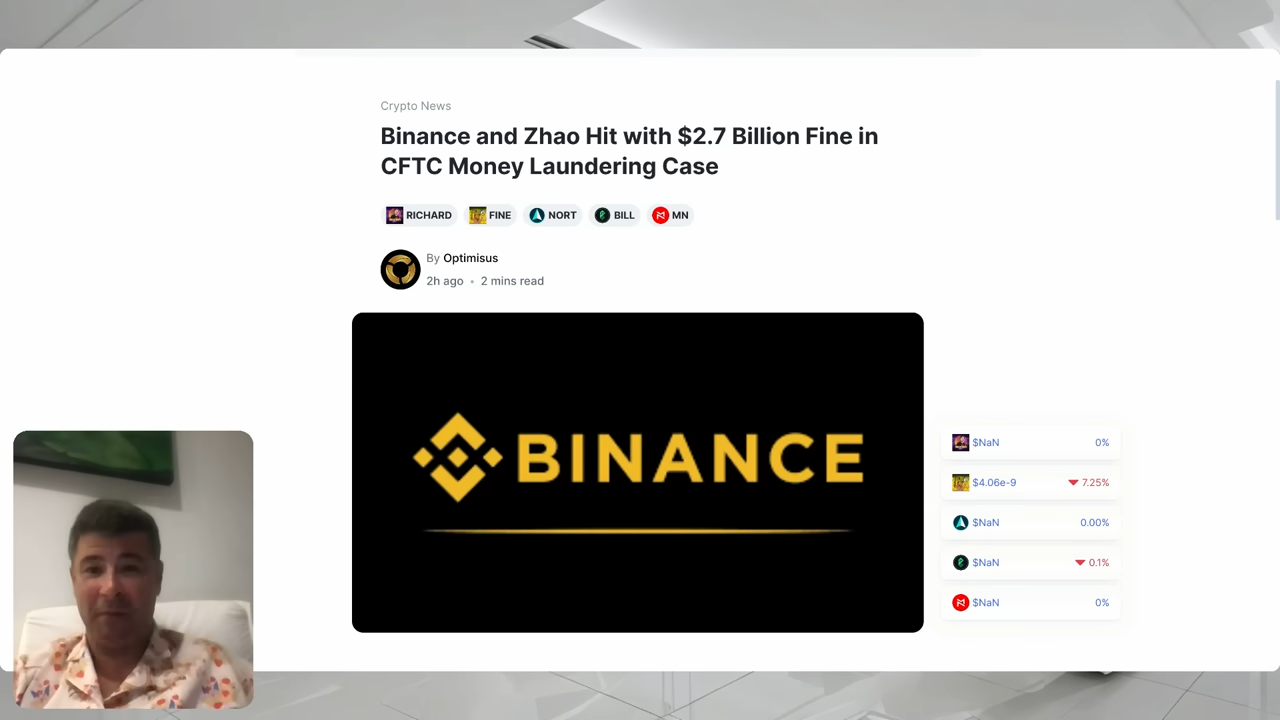 Crypto News
Binance and Zhao Hit with $2.7 Billion Fine in
CFTC Money Laundering Case
RICHARD FINE NORT BILL MN
By Optimisus
2h ago • 2 mins read
BINANCE
$NaN 0%
$4.06e-9 7.25%
$NaN 0.00%
$NaN 0.1%
$NaN 0%